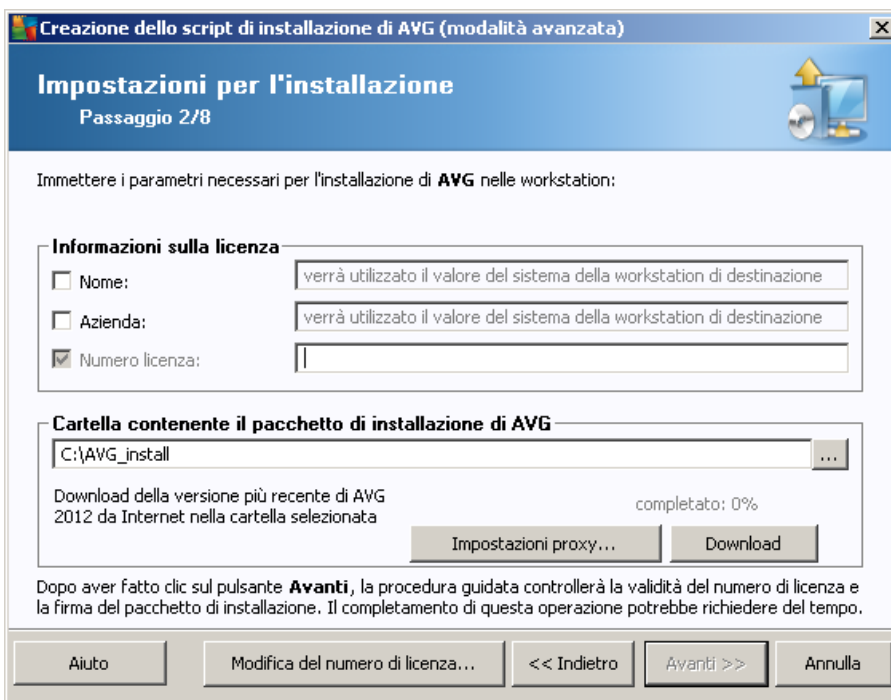 Creazione dello script di installazione di AVG (modalità avanzata)
Impostazioni per l'installazione
Passaggio 2/8
Immettere i parametri necessari per l'installazione di AVG nelle workstation:
Informazioni sulla licenza
Nome:
verrà utilizzato il valore del sistema della workstation di destinazione
Azienda:
verrà utilizzato il valore del sistema della workstation di destinazione
Numero licenza:
Cartella contenente il pacchetto di installazione di AVG
C:\AVG_install
...
Download della versione più recente di AVG
2012 da Internet nella cartella selezionata
completato: 0%
Impostazioni proxy...
Download
Dopo aver fatto clic sul pulsante Avanti, la procedura guidata controllerà la validità del numero di licenza e
la firma del pacchetto di installazione. Il completamento di questa operazione potrebbe richiedere del tempo.
Aiuto
Modifica del numero di licenza...
<< Indietro
Avanti >>
Annulla